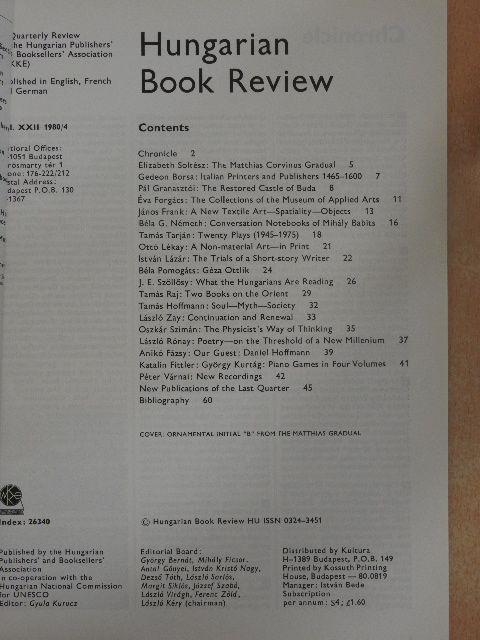 Quarterly Review
the Hungarian Publishers'
Booksellers' Association
KKE)
lished in English, French
German
XXII 1980/4
Offices:
1051 Budapest
tér 1
176-222/212
Address:
P.O. 130
1367
Hungarian
Book Review
Contents
Chronicle 2
Elizabeth Soltész: The Matthias Corvinus Gradual 5
Gedeon Borsa: Italian Printers and Publishers 1465-1600 7
Pál Granasztói: The Restored Castle of Buda 8
Éva Forgács: The Collections of the Museum of Applied Arts 11
János Frank: A New Textile Art—Spatiality—Objects 13
Béla G. Németh: Conversation Notebooks of Mihály Babits 16
Tamás Tarján: Twenty Plays (1945-1975) 18
Ottó Lékay: A Non-material Art—in Print 21
István Lázár: The Trials of a Short-story Writer 22
Béla Pomogáts: Géza Ottlik 24
J. E. Szöllősy: What the Hungarians Are Reading 26
Tamás Raj: Two Books on the Orient 29
Tamás Hoffmann: Soul—Myth—Society 32
László Zay: Continuation and Renewal 33
Oszkár Szimán: The Physicist's Way of Thinking 35
László Rónay: Poetry—on the Threshold of a New Millenium 37
Anikó Fázsy: Our Guest: Daniel Hoffmann 39
Katalin Fittler: György Kurtág: Piano Games in Four Volumes 41
Péter Várnai: New Recordings 42
New Publications of the Last Quarter 45
Bibliography 60
COVER: ORNAMENTAL INITIAL "B" FROM THE MATTHIAS GRADUAL
Index: 26340
© Hungarian Book Review HU ISSN 0324-3451
Published by the Hungarian
Publishers' and Booksellers'
Association
in co-operation with the
Hungarian National Commission
for UNESCO
Editor: Gyula Kurucz
Editorial Board:
György Bernát, Mihály Ficsor,
Antal Gönyei, István Kristó Nagy,
Dezső Tóth, László Sarlós,
Margit Siklós, József Szabó,
László Virágh, Ferenc Zöld,
László Kéry (chairman)
Distributed by Kultura
H-1389 Budapest, P.O.B. 149
Printed by Kossuth Printing
House, Budapest — 80.0819
Manager: István Bede
Subscription
per annum: $4; £1.60